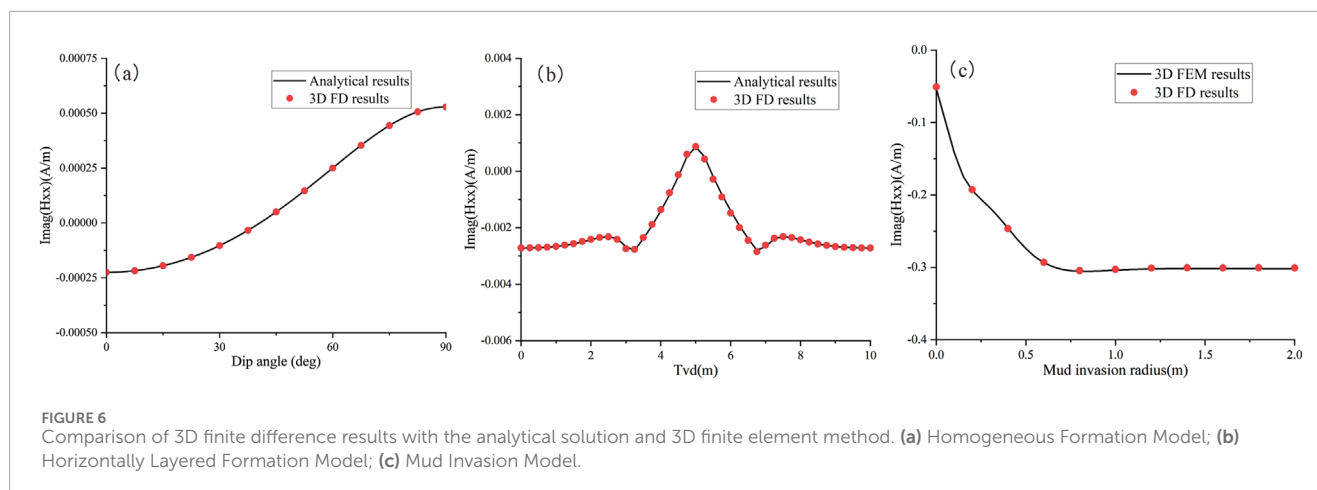 (a)
Analytical results
3D FD results
0.00075
0.00050
0.00025
0.00000
-0.00025
-0.00050
Imag(Hxx)(A/m)
0
30
60
90
Dip angle (deg)
(b)
Analytical results
3D FD results
0.004
0.002
0.000
-0.002
-0.004
-0.006
Imag(Hxx)(A/m)
0
2
4
6
8
10
Tvd(m)
(c)
3D FEM results
3D FD results
0.0
-0.1
-0.2
-0.3
-0.4
Imag(Hxx)(A/m)
0.0
0.5
1.0
1.5
2.0
Mud invasion radius(m)
FIGURE 6
Comparison of 3D finite difference results with the analytical solution and 3D finite element method. (a) Homogeneous Formation Model; (b)
Horizontally Layered Formation Model; (c) Mud Invasion Model.